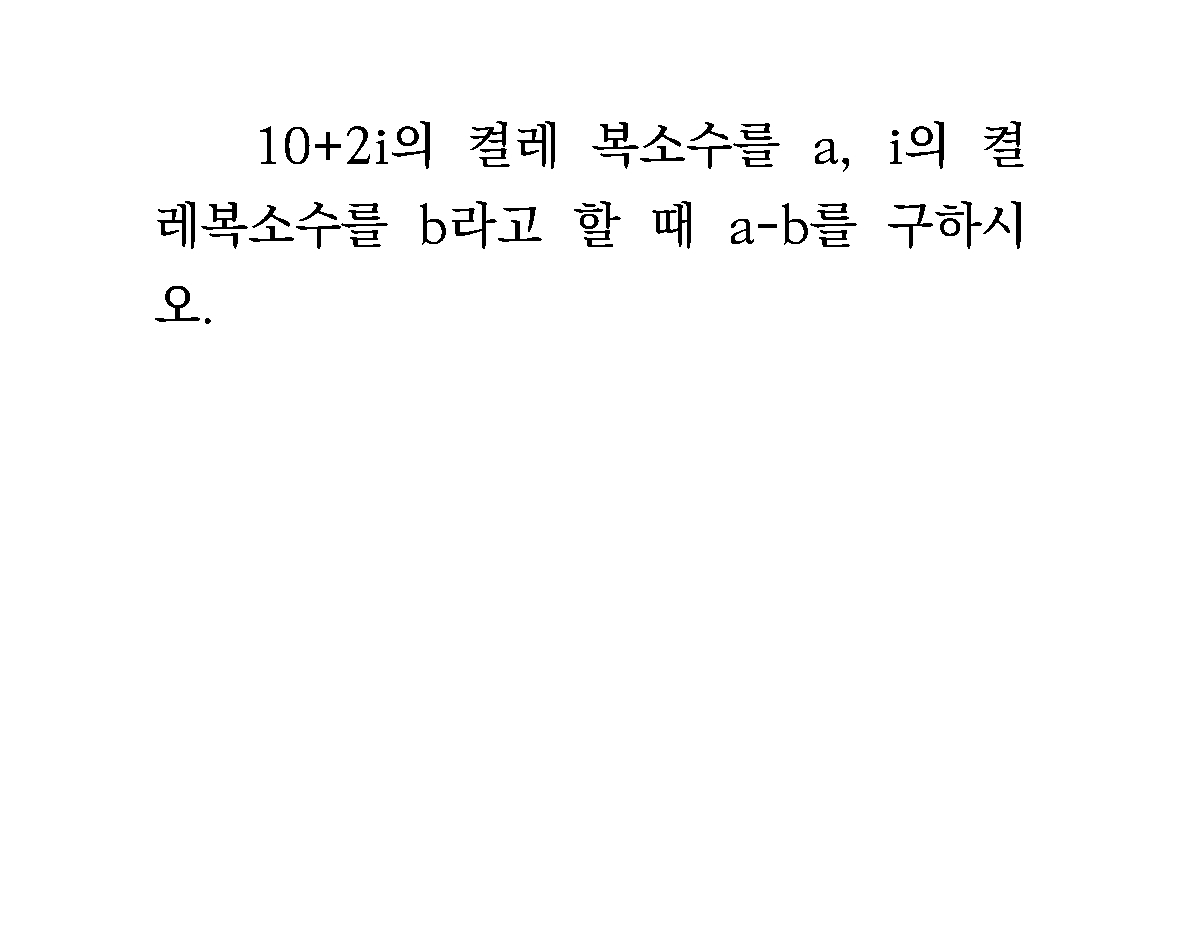 10+2i의 켤레 복소수를 a, i의 켤
레복소수를 b라고 할 때 a-b를 구하시
오.